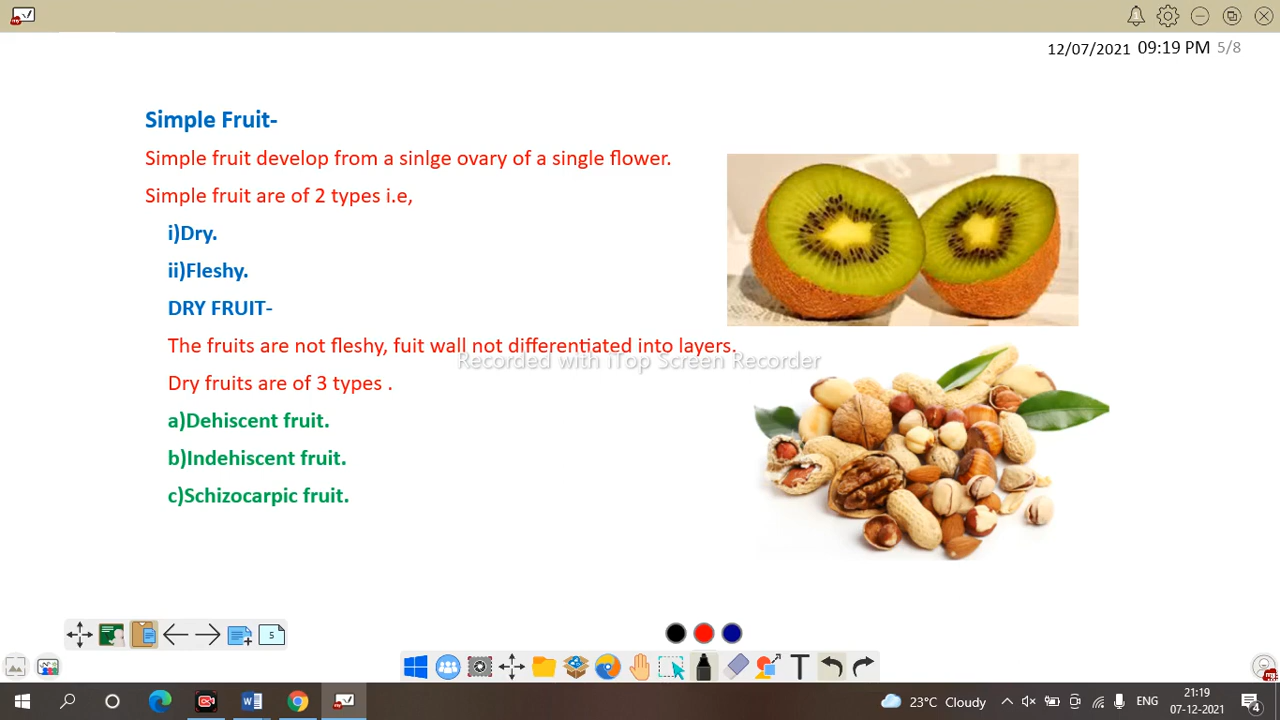 12/07/2021 09:19 PM 5/8
Simple Fruit-
Simple fruit develop from a sinlge ovary of a single flower.
Simple fruit are of 2 types i.e,
i)Dry.
ii)Fleshy.
DRY FRUIT-
The fruits are not fleshy, fuit wall not differentiated into layers.
Recorded with iTop Screen Recorder
Dry fruits are of 3 types .
a)Dehiscent fruit.
b)Indehiscent fruit.
c)Schizocarpic fruit.
5
T
23°C Cloudy
ENG
21:19
07-12-2021
4